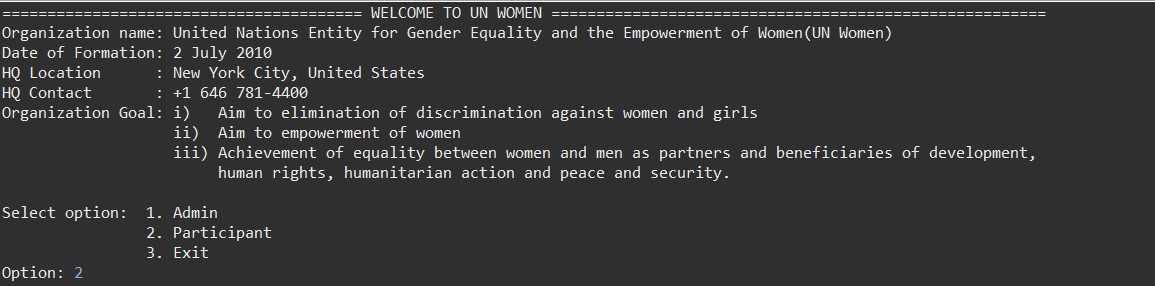 ======================================== WELCOME TO UN WOMEN =======================================================
Organization name: United Nations Entity for Gender Equality and the Empowerment of Women(UN Women)
Date of Formation: 2 July 2010
HQ Location      : New York City, United States
HQ Contact       : +1 646 781-4400
Organization Goal: i)   Aim to elimination of discrimination against women and girls
                   ii)  Aim to empowerment of women
                   iii) Achievement of equality between women and men as partners and beneficiaries of development,
                        human rights, humanitarian action and peace and security.
Select option:  1. Admin
                2. Participant
                3. Exit
Option: 2